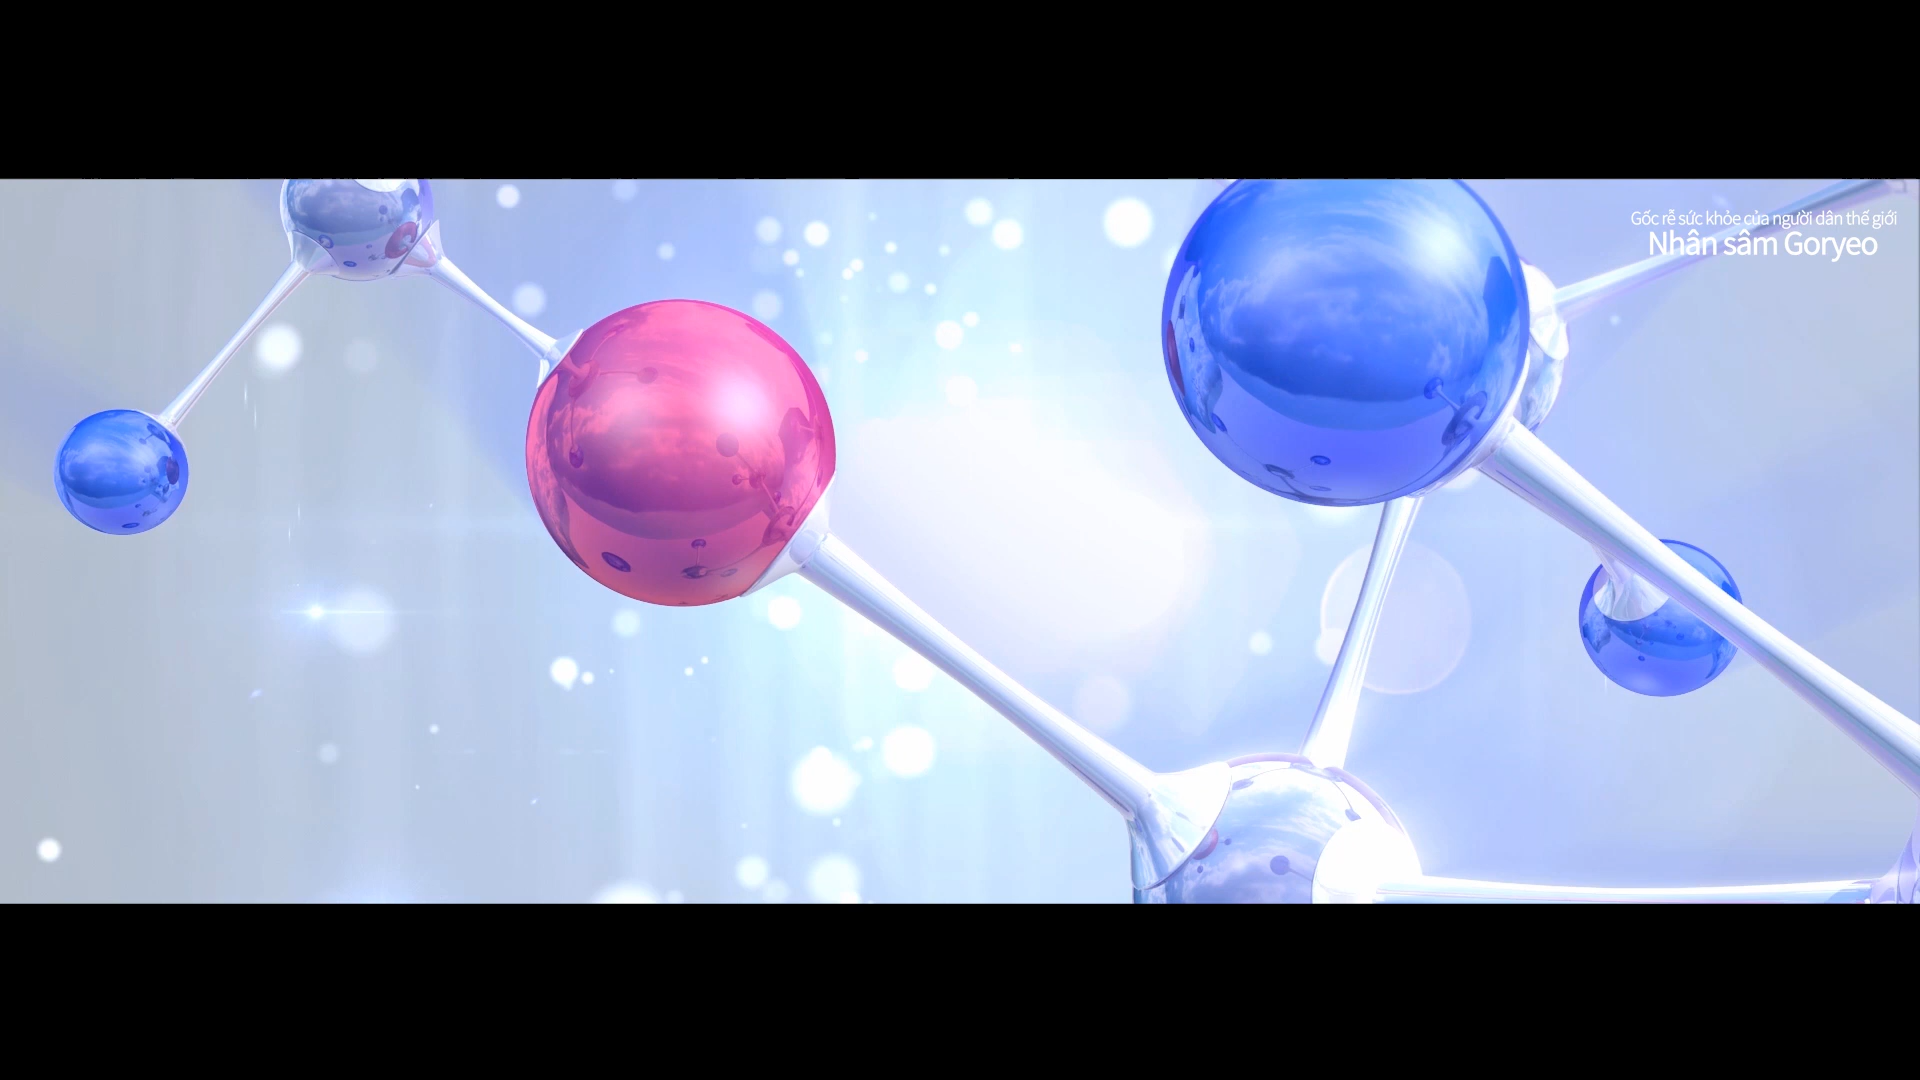 Gốc rễ sức khỏe của người dân thế giới
Nhân sâm Goryeo